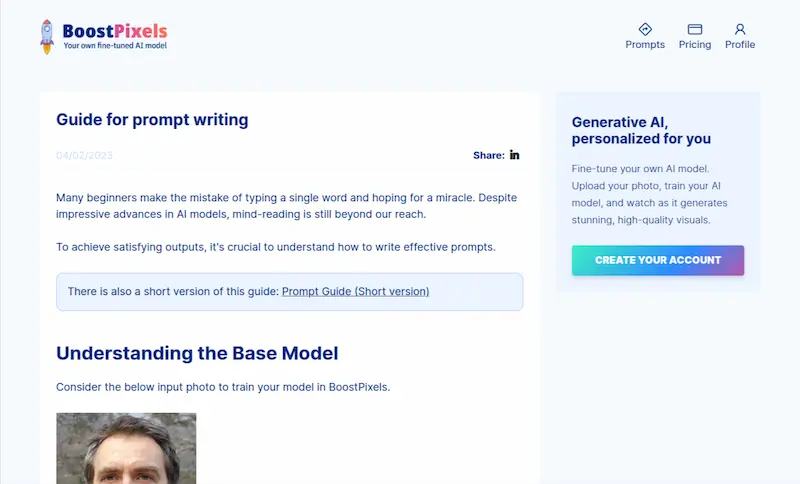 BoostPixels
Your own fine-tuned AI model
Prompts
Pricing
Profile
Guide for prompt writing
04/02/2023
Share: in
Many beginners make the mistake of typing a single word and hoping for a miracle. Despite
impressive advances in AI models, mind-reading is still beyond our reach.
To achieve satisfying outputs, it's crucial to understand how to write effective prompts.
There is also a short version of this guide: Prompt Guide (Short version)
Understanding the Base Model
Consider the below input photo to train your model in BoostPixels.
Generative AI,
personalized for you
Fine-tune your own AI model.
Upload your photo, train your AI
model, and watch as it generates
stunning, high-quality visuals.
CREATE YOUR ACCOUNT